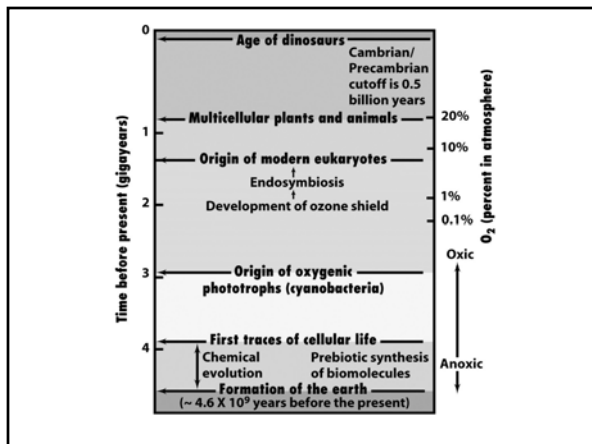 0
Age of dinosaurs
Cambrian/
Precambrian
cutoff is 0.5
billion years
Multicellular plants and animals
20%
1
10%
Origin of modern eukaryotes
Endosymbiosis
1%
2
Development of ozone shield
0.1%
Oxic
3
Origin of oxygenic
phototrophs (cyanobacteria)
First traces of cellular life
4
Chemical
evolution
Prebiotic synthesis
of biomolecules
Anoxic
Formation of the earth
(~ 4.6 X 10⁹ years before the present)
Time before present (gigayears)
O₂ (percent in atmosphere)